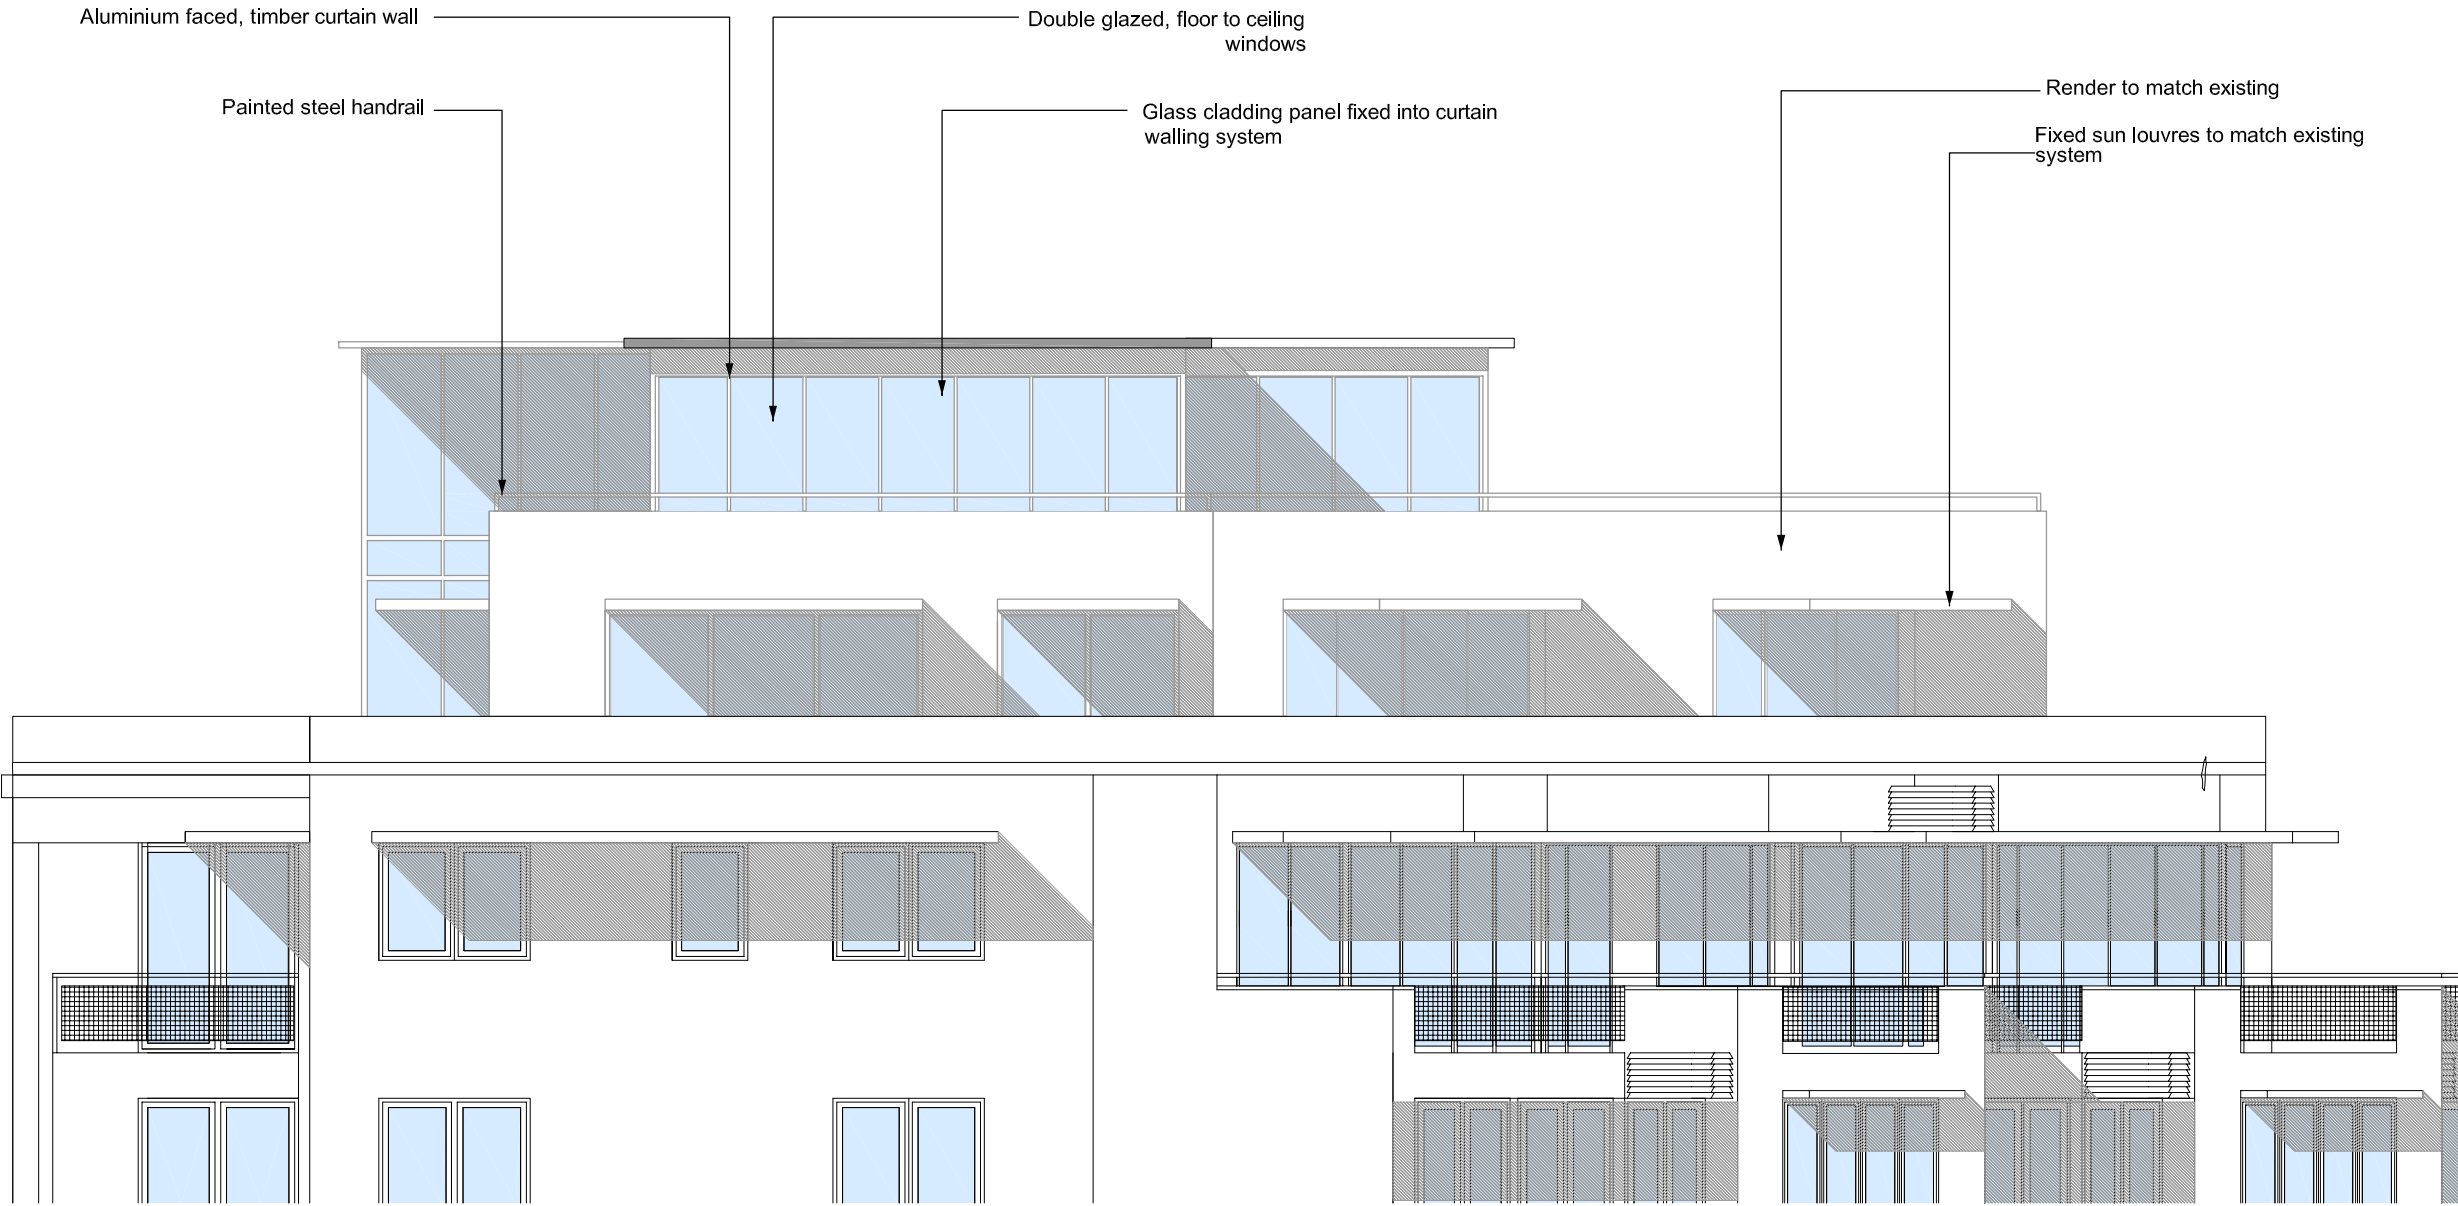 Aluminium faced, timber curtain wall
Painted steel handrail
Double glazed, floor to ceiling
windows
Glass cladding panel fixed into curtain
walling system
Render to match existing
Fixed sun louvres to match existing
system